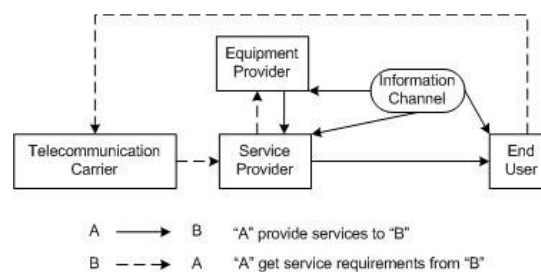 Equipment
Provider
Information
Channel
Telecommunication
Carrier
Service
Provider
End
User
A B "A" provide services to "B"
B A "A" get service requirements from "B"